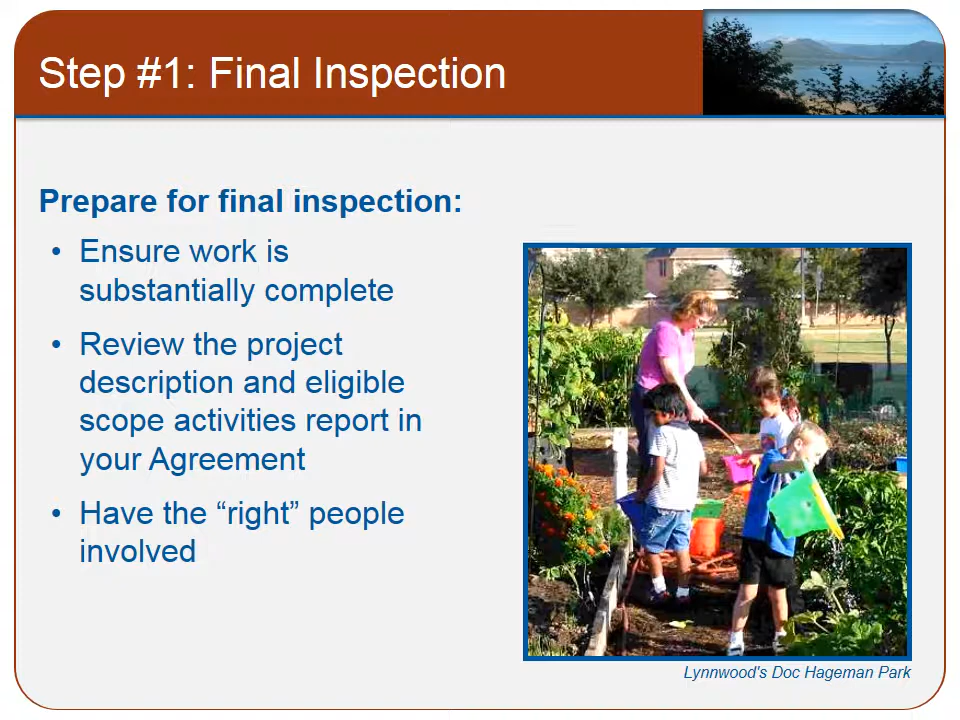 Step #1: Final Inspection
Prepare for final inspection:
• Ensure work is
substantially complete
• Review the project
description and eligible
scope activities report in
your Agreement
• Have the “right” people
involved
Lynnwood's Doc Hageman Park